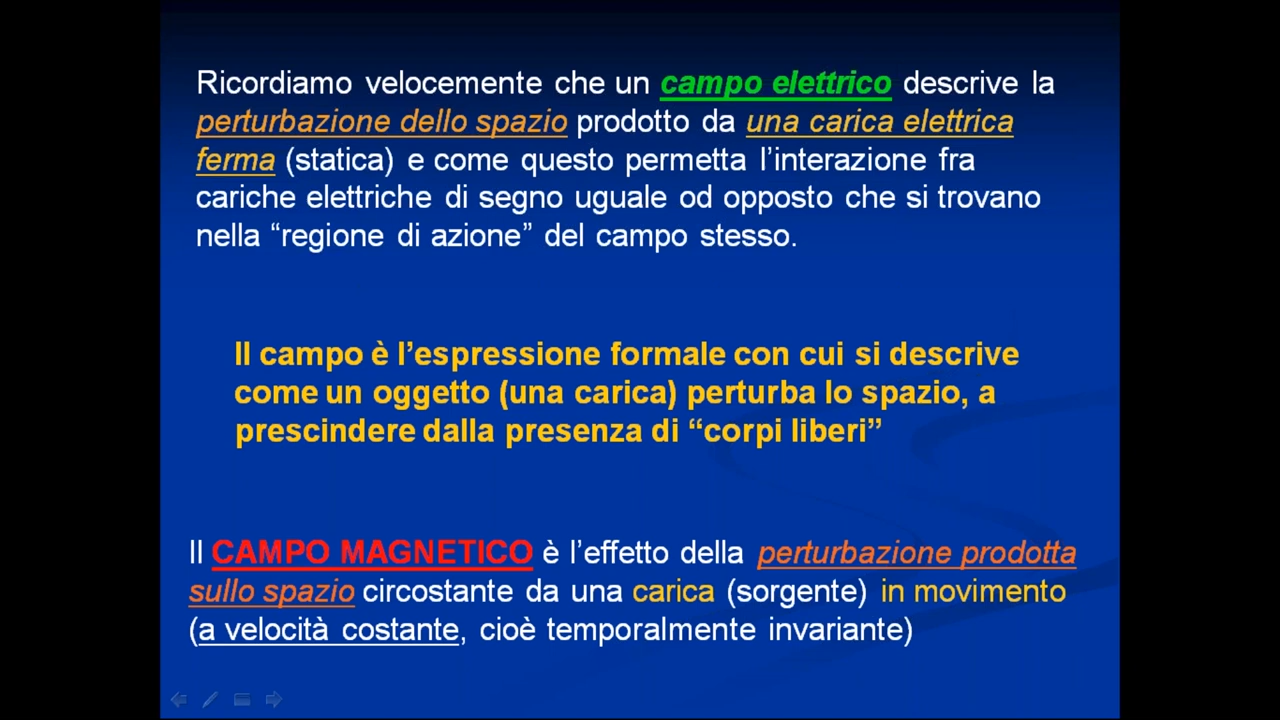 Ricordiamo velocemente che un campo elettrico descrive la
perturbazione dello spazio prodotto da una carica elettrica
ferma (statica) e come questo permetta l’interazione fra
cariche elettriche di segno uguale od opposto che si trovano
nella “regione di azione” del campo stesso.
Il campo è l’espressione formale con cui si descrive
come un oggetto (una carica) perturba lo spazio, a
prescindere dalla presenza di “corpi liberi”
Il CAMPO MAGNETICO è l’effetto della perturbazione prodotta
sullo spazio circostante da una carica (sorgente) in movimento
(a velocità costante, cioè temporalmente invariante)